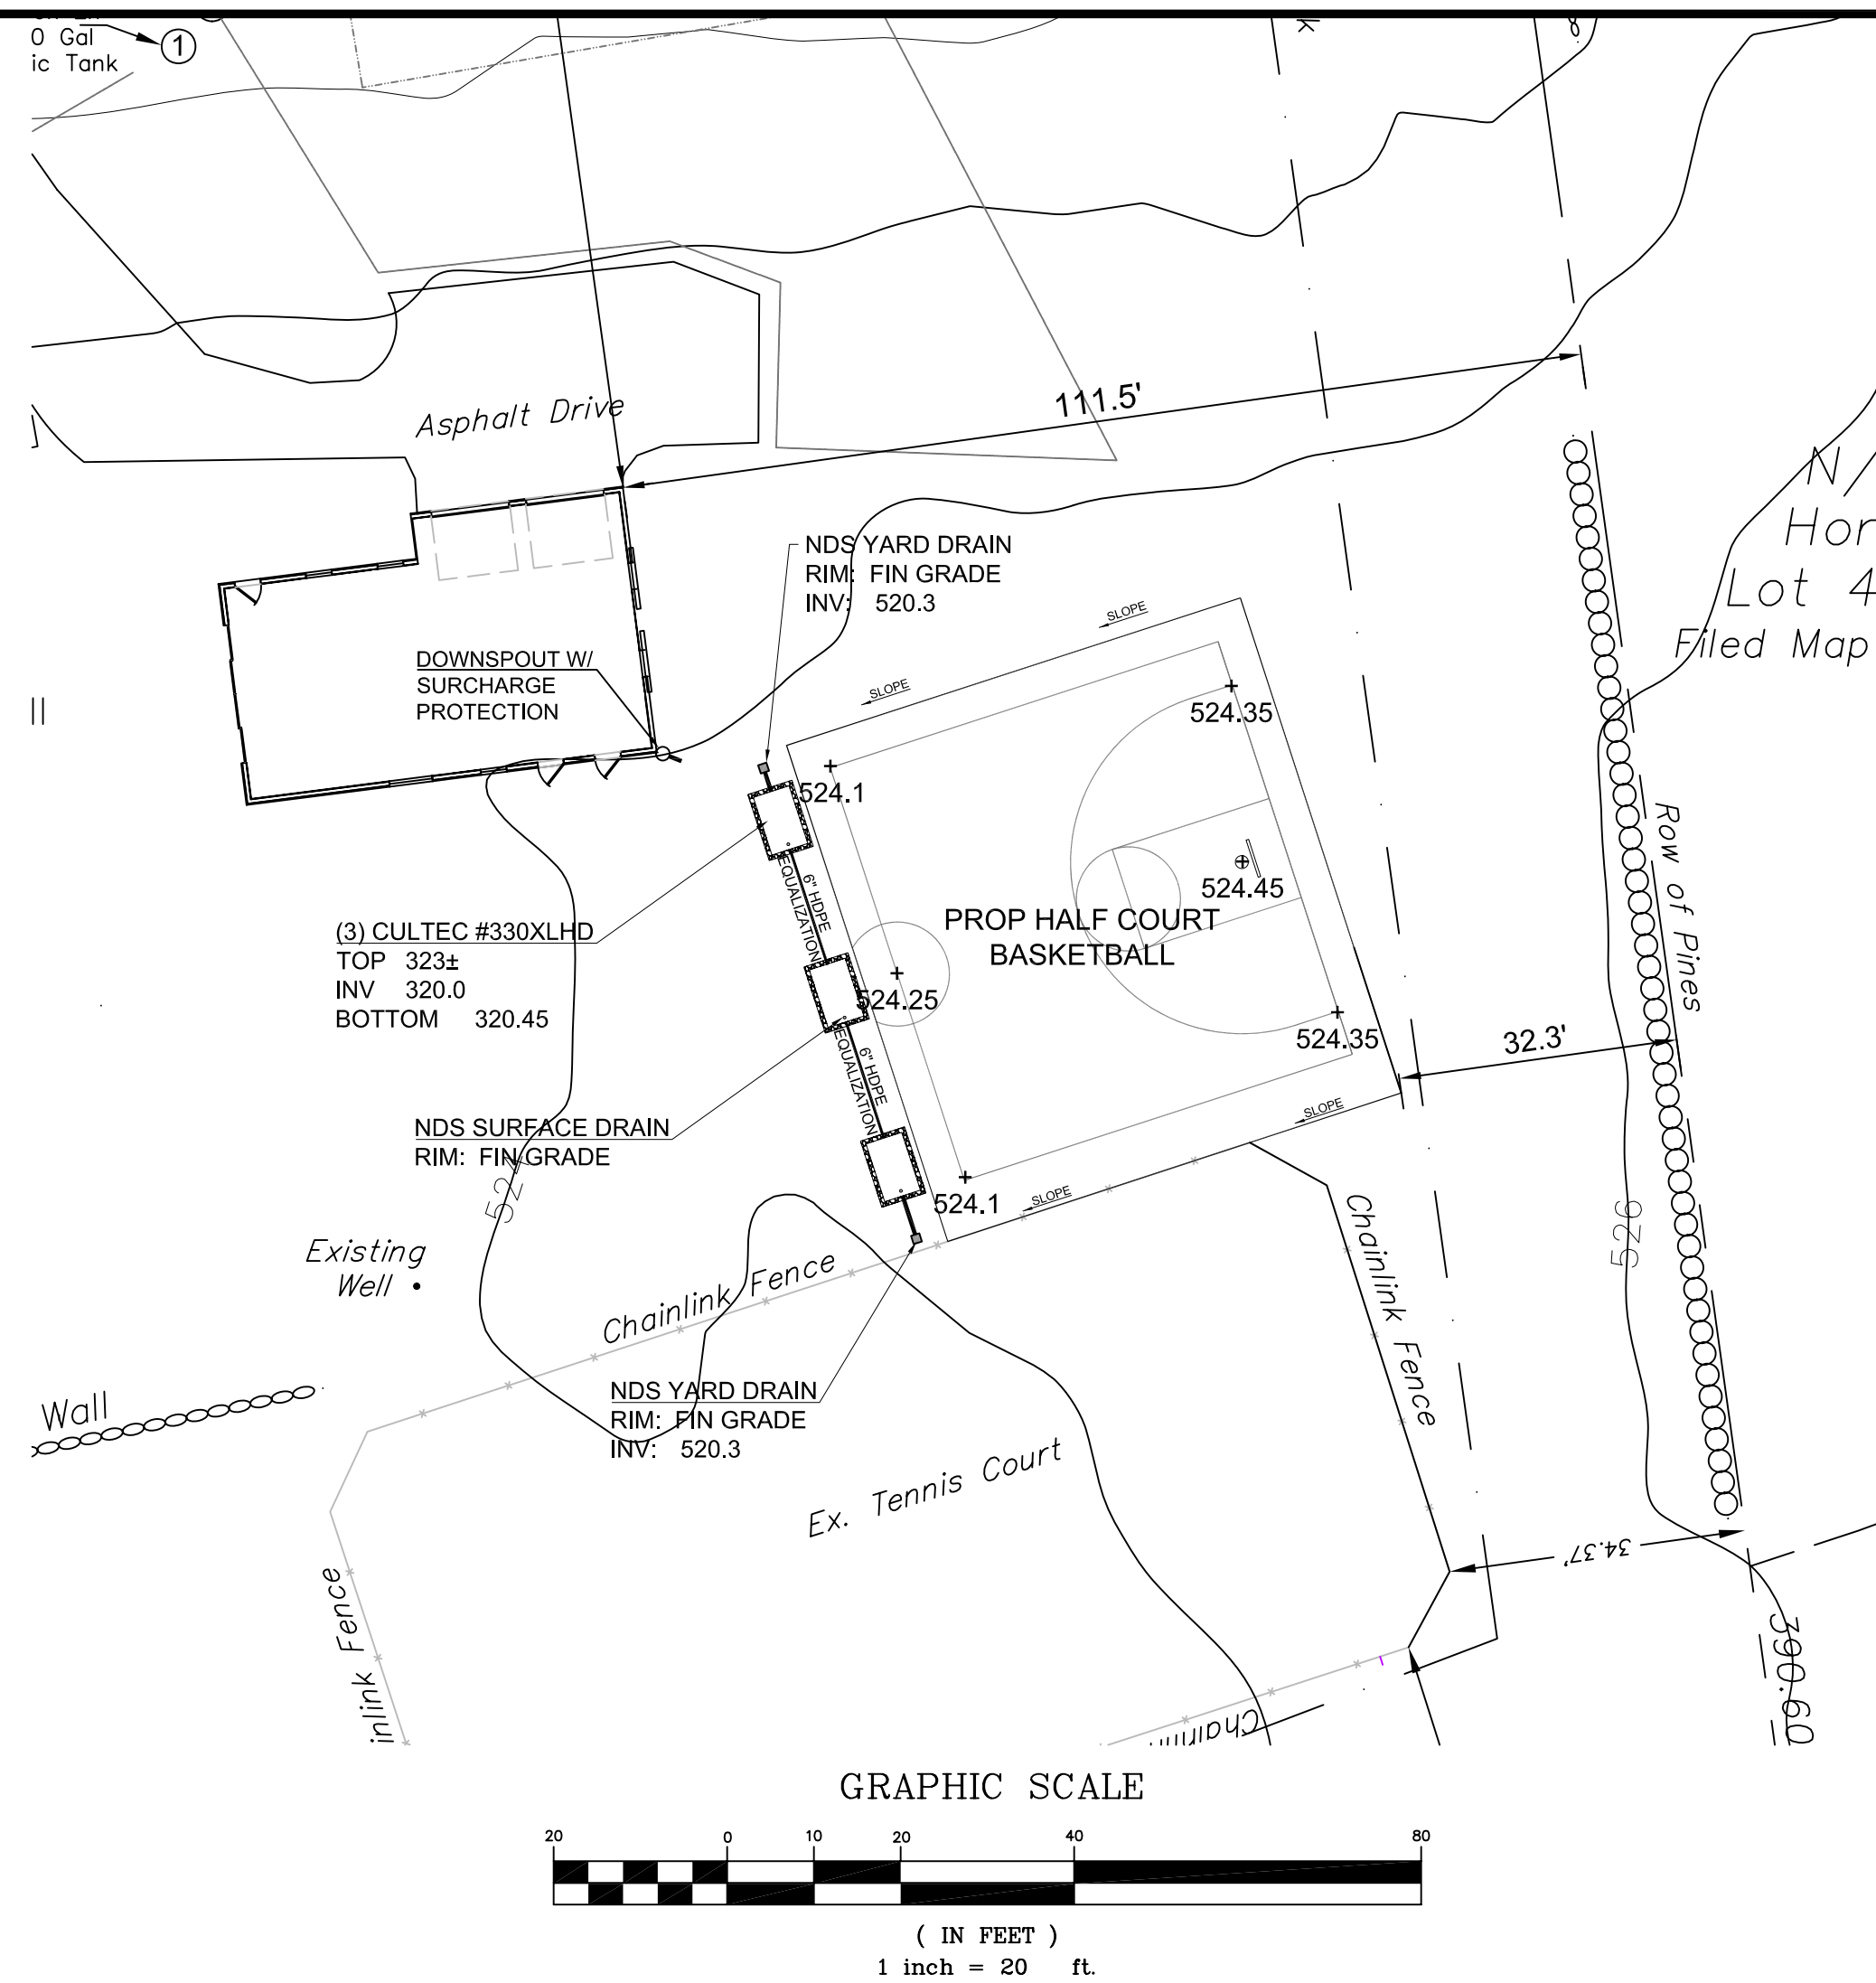 0 Gal
ic Tank
1
K
8.
111.5'
Asphalt Drive
N
Hor
Lot 4
Filed Map
NDS YARD DRAIN
RIM: FIN GRADE
INV: 520.3
SLOPE
SLOPE
DOWNSPOUT W/
SURCHARGE
PROTECTION
524.35
524.1
Row of Pines
6" HDPE
EQUALIZATION
524.45
PROP HALF COURT
BASKETBALL
(3) CULTEC #330XLHD
TOP 323±
INV 320.0
BOTTOM 320.45
524.25
524.35
32.3'
6" HDPE
EQUALIZATION
SLOPE
NDS SURFACE DRAIN
RIM: FIN GRADE
524
524.1
SLOPE
Chainlink Fence
526
Existing
Well
Chainlink Fence
Wall
NDS YARD DRAIN
RIM: FIN GRADE
INV: 520.3
Ex. Tennis Court
34.37'
inlink Fence
390.60
Chainlin
GRAPHIC SCALE
20 0 10 20 40 80
( IN FEET )
1 inch = 20 ft.